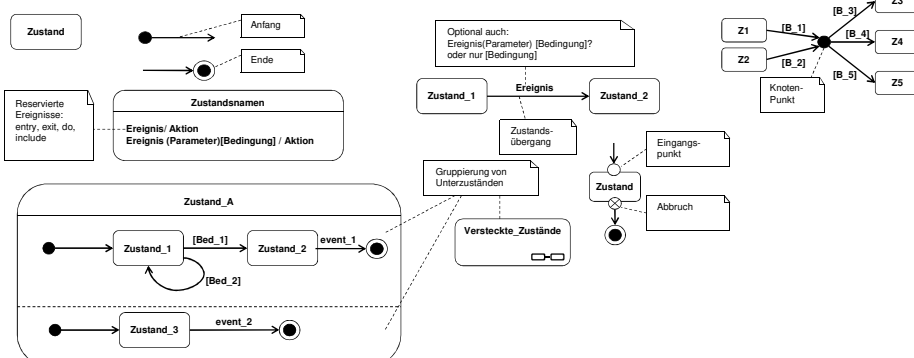 Zustand
Anfang
Ende
Reservierte
Ereignisse:
entry, exit, do,
include
Zustandsnamen
Ereignis/ Aktion
Ereignis (Parameter)[Bedingung] / Aktion
Optional auch:
Ereignis(Parameter) [Bedingung]?
oder nur [Bedingung]
Zustand_1
Ereignis
Zustand_2
Zustands-
übergang
Z1
[B_1]
Z2
[B_2]
[B_3]
Z3
[B_4]
Z4
[B_5]
Z5
Knoten-
Punkt
Eingangs-
punkt
Zustand
Abbruch
Gruppierung von
Unterzuständen
Versteckte_Zustände
Zustand_A
Zustand_1
[Bed_1]
Zustand_2
event_1
[Bed_2]
Zustand_3
event_2